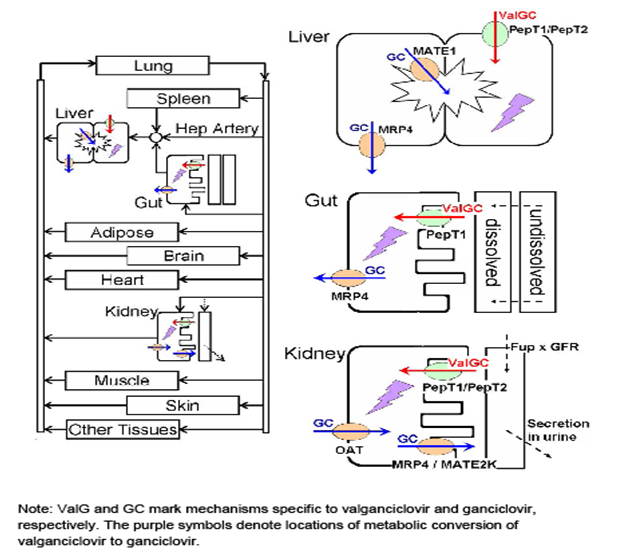 Lung
Spleen
Liver
Hep Artery
Gut
Adipose
Brain
Heart
Kidney
Muscle
Skin
Other Tissues
Liver
ValGC
PepT1/PepT2
MATE1
GC
GC
MRP4
Gut
ValGC
PepT1
GC
MRP4
dissolved
undissolved
Kidney
Fup x GFR
ValGC
PepT1/PepT2
GC
GC
OAT
MRP4 / MATE2K
Secretion
in urine
Note: ValG and GC mark mechanisms specific to valganciclovir and ganciclovir,
respectively. The purple symbols denote locations of metabolic conversion of
valganciclovir to ganciclovir.